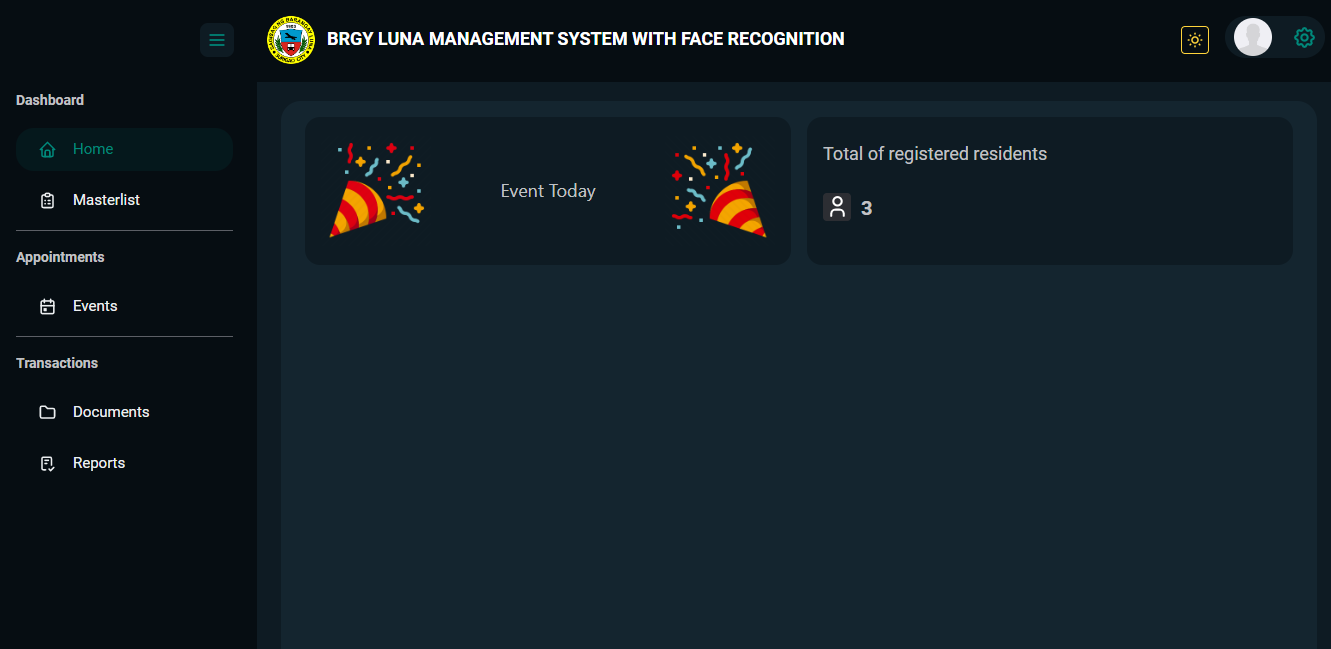 BRGY LUNA MANAGEMENT SYSTEM WITH FACE RECOGNITION
Dashboard
Home
Masterlist
Appointments
Events
Transactions
Documents
Reports
Event Today
Total of registered residents
3